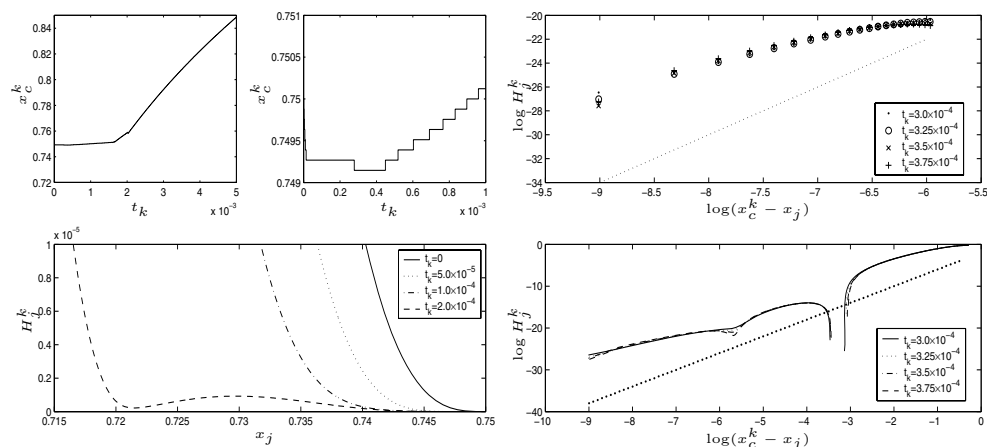 0.84
0.82
0.8
0.78
0.76
0.74
0.72
0 1 2 3 4 5
x 10⁻³
t_k
x_c^k
0.751
0.7505
0.75
0.7495
0.749
0 0.2 0.4 0.6 0.8 1
x 10⁻³
t_k
x_c^k
-20
-22
-24
-26
-28
-30
-32
-34
-9.5 -9 -8.5 -8 -7.5 -7 -6.5 -6 -5.5
log(x_c^k − x_j)
log H_j^k
t_k=3.0×10⁻⁴
t_k=3.25×10⁻⁴
t_k=3.5×10⁻⁴
t_k=3.75×10⁻⁴
x 10⁻⁵
1
0.8
0.6
0.4
0.2
0
0.715 0.72 0.725 0.73 0.735 0.74 0.745 0.75
x_j
H_j^k
t_k=0
t_k=5.0×10⁻⁵
t_k=1.0×10⁻⁴
t_k=2.0×10⁻⁴
0
-10
-20
-30
-40
-10 -9 -8 -7 -6 -5 -4 -3 -2 -1 0
log(x_c^k − x_j)
log H_j^k
t_k=3.0×10⁻⁴
t_k=3.25×10⁻⁴
t_k=3.5×10⁻⁴
t_k=3.75×10⁻⁴